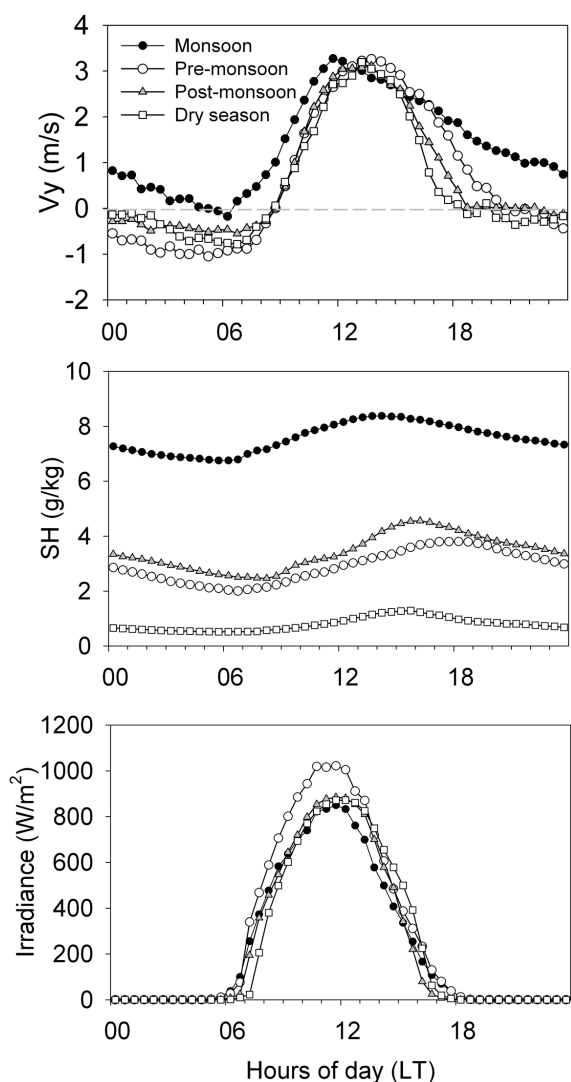 4
3
2
1
0
-1
-2
Vy (m/s)
Monsoon
Pre-monsoon
Post-monsoon
Dry season
00 06 12 18
10
8
6
4
2
0
SH (g/kg)
00 06 12 18
1200
1000
800
600
400
200
0
Irradiance (W/m²)
00 06 12 18
Hours of day (LT)